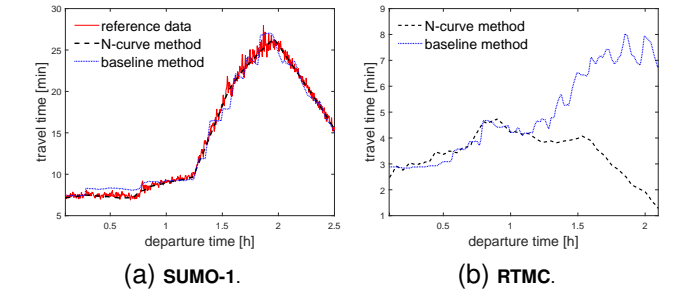 30
25
20
15
10
5
0.5 1 1.5 2 2.5
travel time [min]
departure time [h]
reference data
N-curve method
baseline method
(a) SUMO-1.
9
8
7
6
5
4
3
2
1
0.5 1 1.5 2
travel time [min]
departure time [h]
N-curve method
baseline method
(b) RTMC.